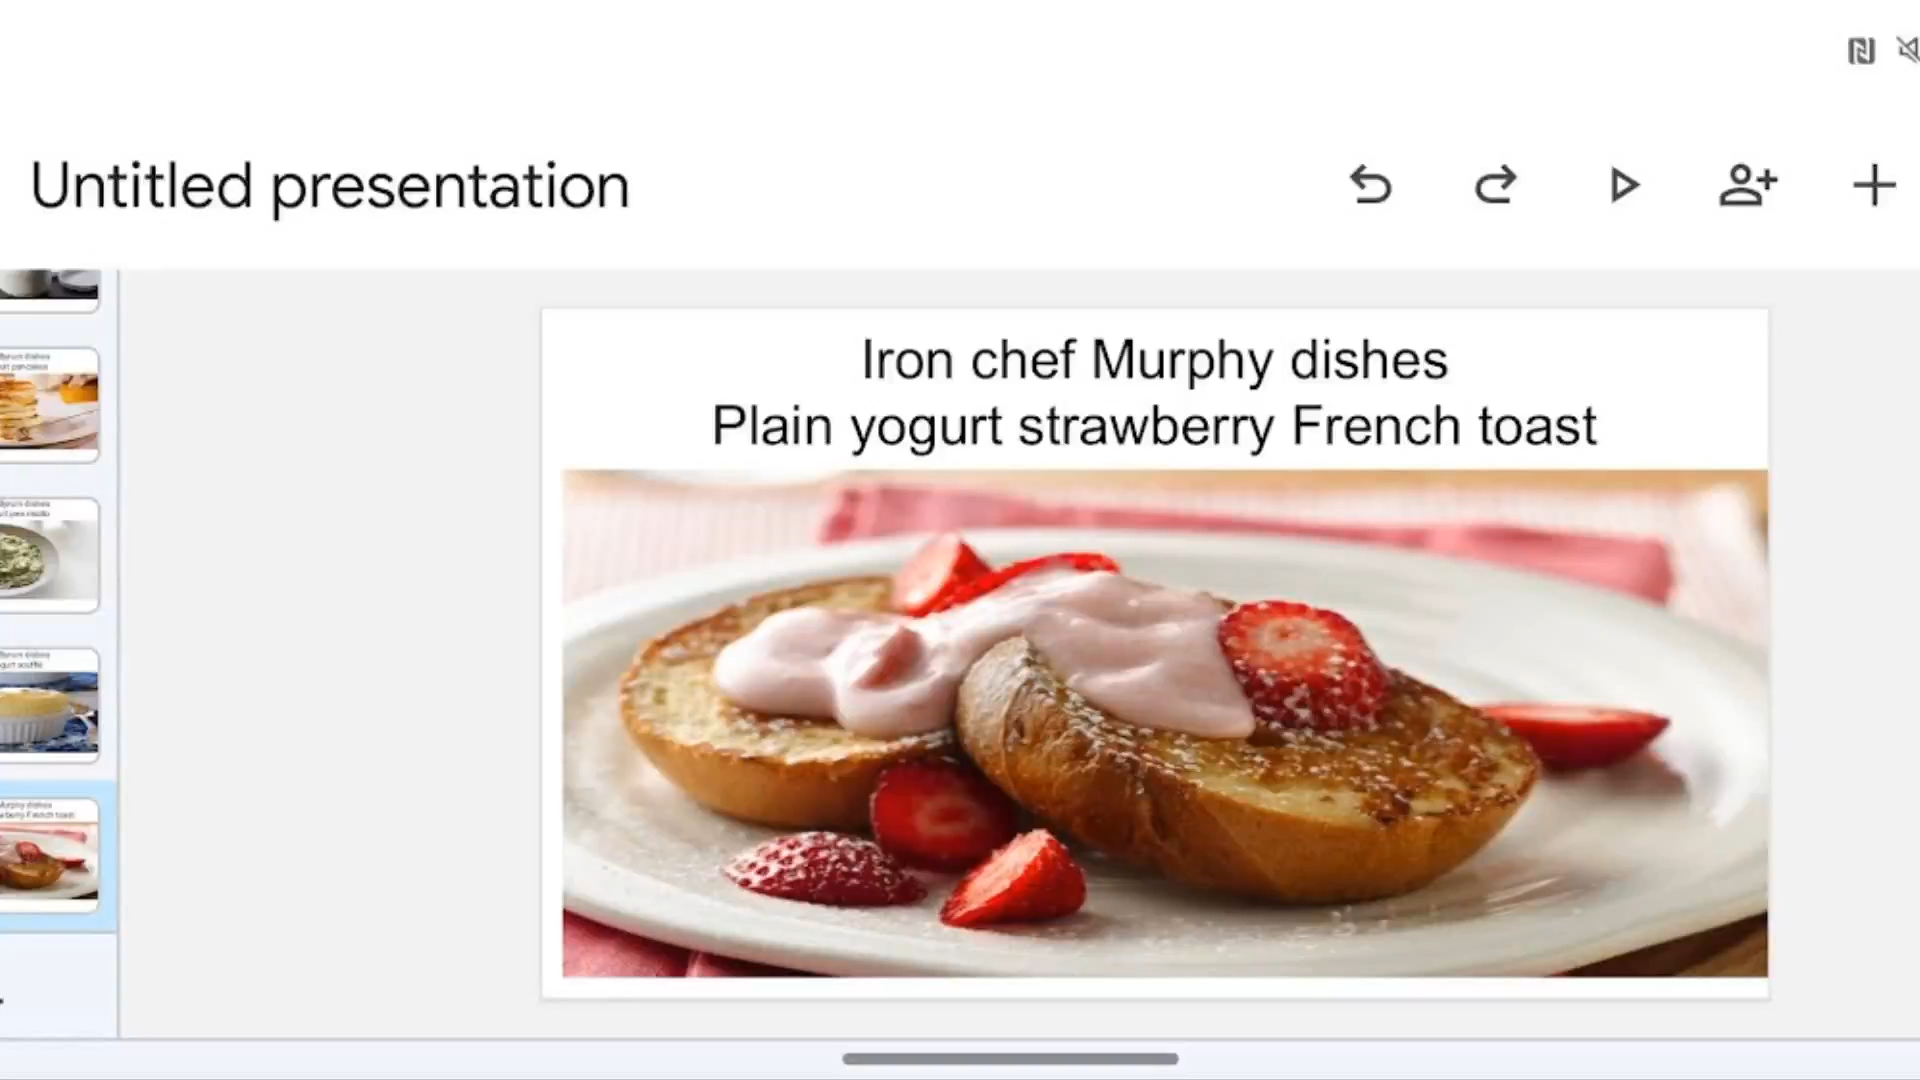 Untitled presentation
Iron chef Murphy dishes
Plain yogurt strawberry French toast